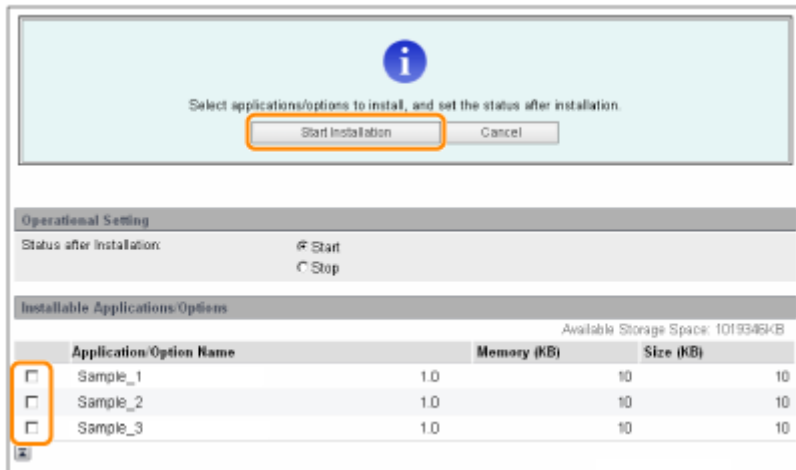 i
Select applications/options to install, and set the status after installation.
Start Installation Cancel
Operational Setting
Status after Installation: Start
Stop
Installable Applications/Options
Available Storage Space: 1019346KB
Application/Option Name Memory (KB) Size (KB)
Sample_1 1.0 10 10
Sample_2 1.0 10 10
Sample_3 1.0 10 10